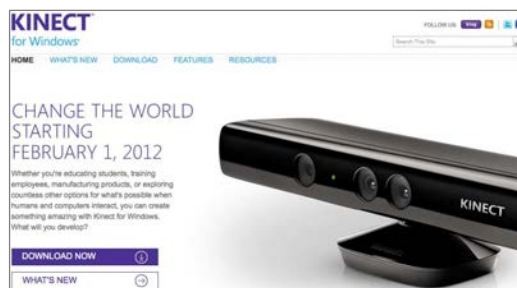 KINECT™
for Windows®
FOLLOW US:
Search This Site
HOME WHAT'S NEW DOWNLOAD FEATURES RESOURCES
CHANGE THE WORLD
STARTING
FEBRUARY 1, 2012
Whether you're educating students, training
employees, manufacturing products, or exploring
countless other options for what's possible when
humans and computers interact, you can create
something amazing with Kinect for Windows.
What will you develop?
KINECT
DOWNLOAD NOW
WHAT'S NEW